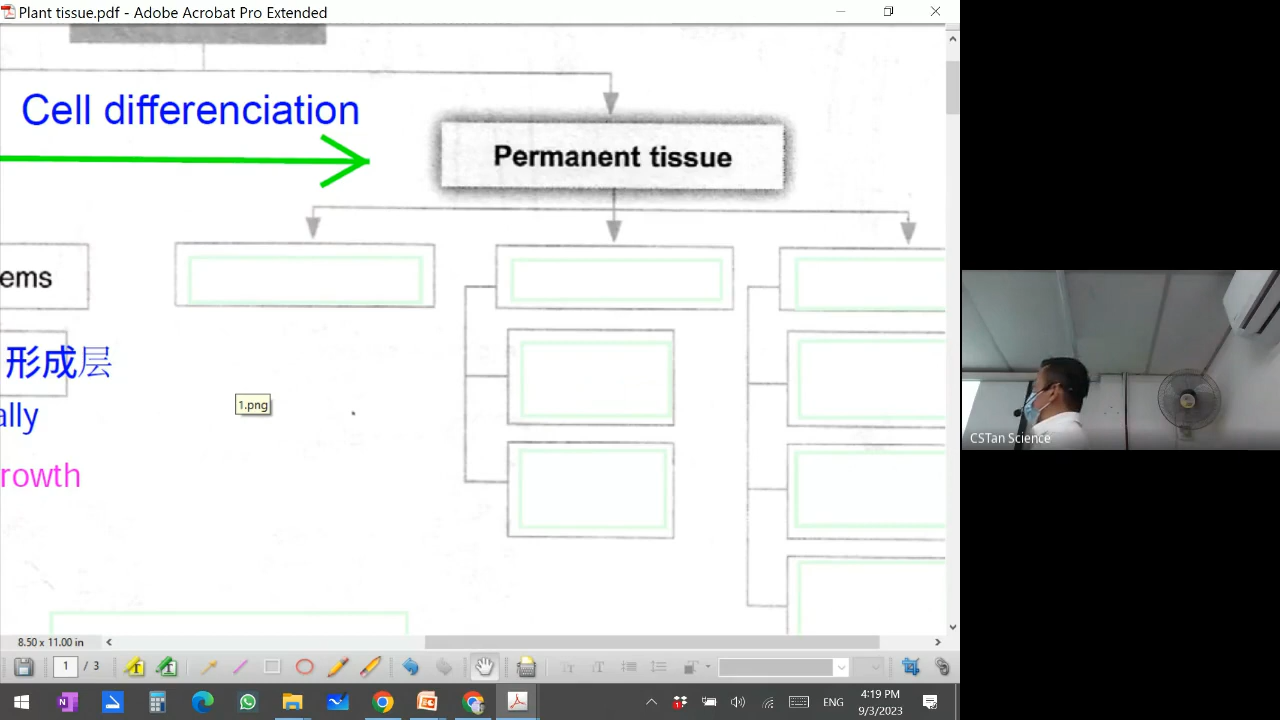 Plant tissue.pdf - Adobe Acrobat Pro Extended
Cell differenciation
Permanent tissue
ems
形成层
ally
1.png
rowth
CSTan Science
8.50 x 11.00 in
1 / 3
4:19 PM
ENG
9/3/2023